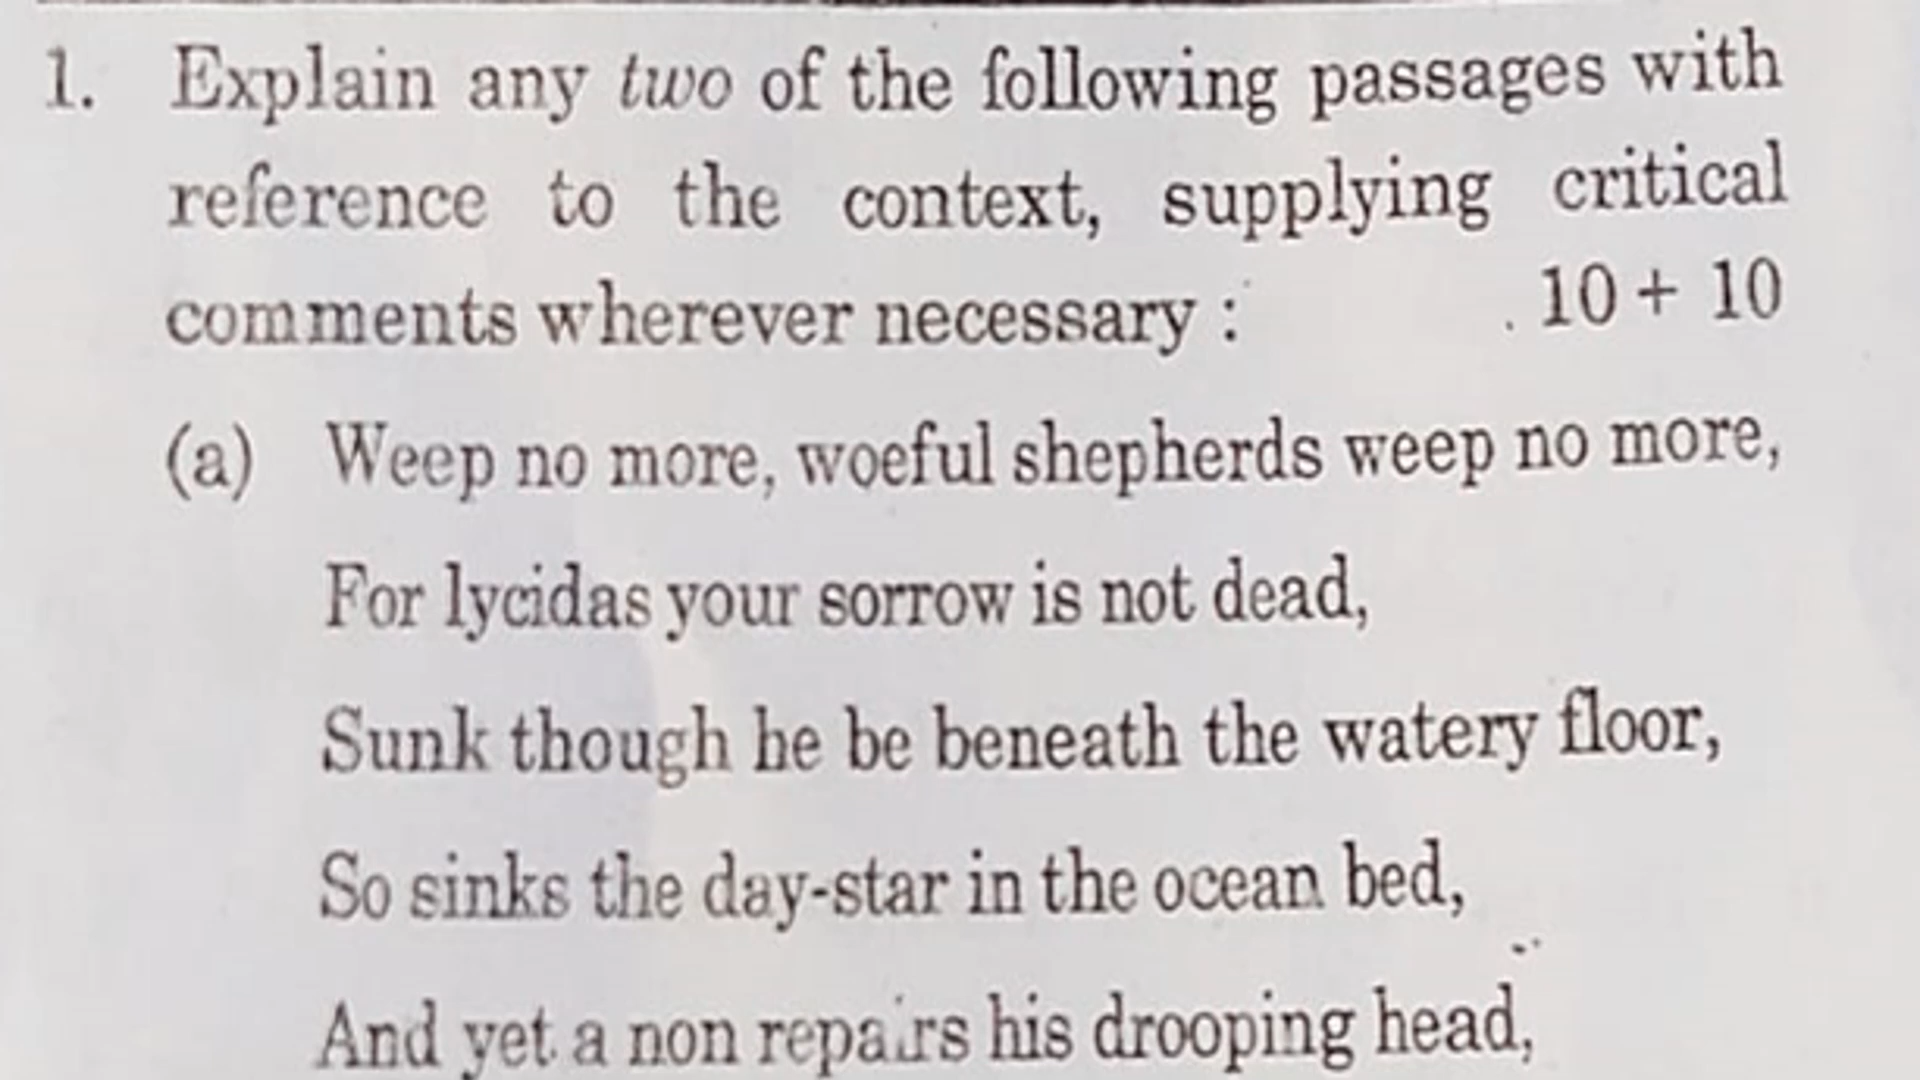 1. Explain any two of the following passages with
reference to the context, supplying critical
comments wherever necessary : 10 + 10
(a) Weep no more, woeful shepherds weep no more,
For lycidas your sorrow is not dead,
Sunk though he be beneath the watery floor,
So sinks the day-star in the ocean bed,
And yet a non repairs his drooping head,